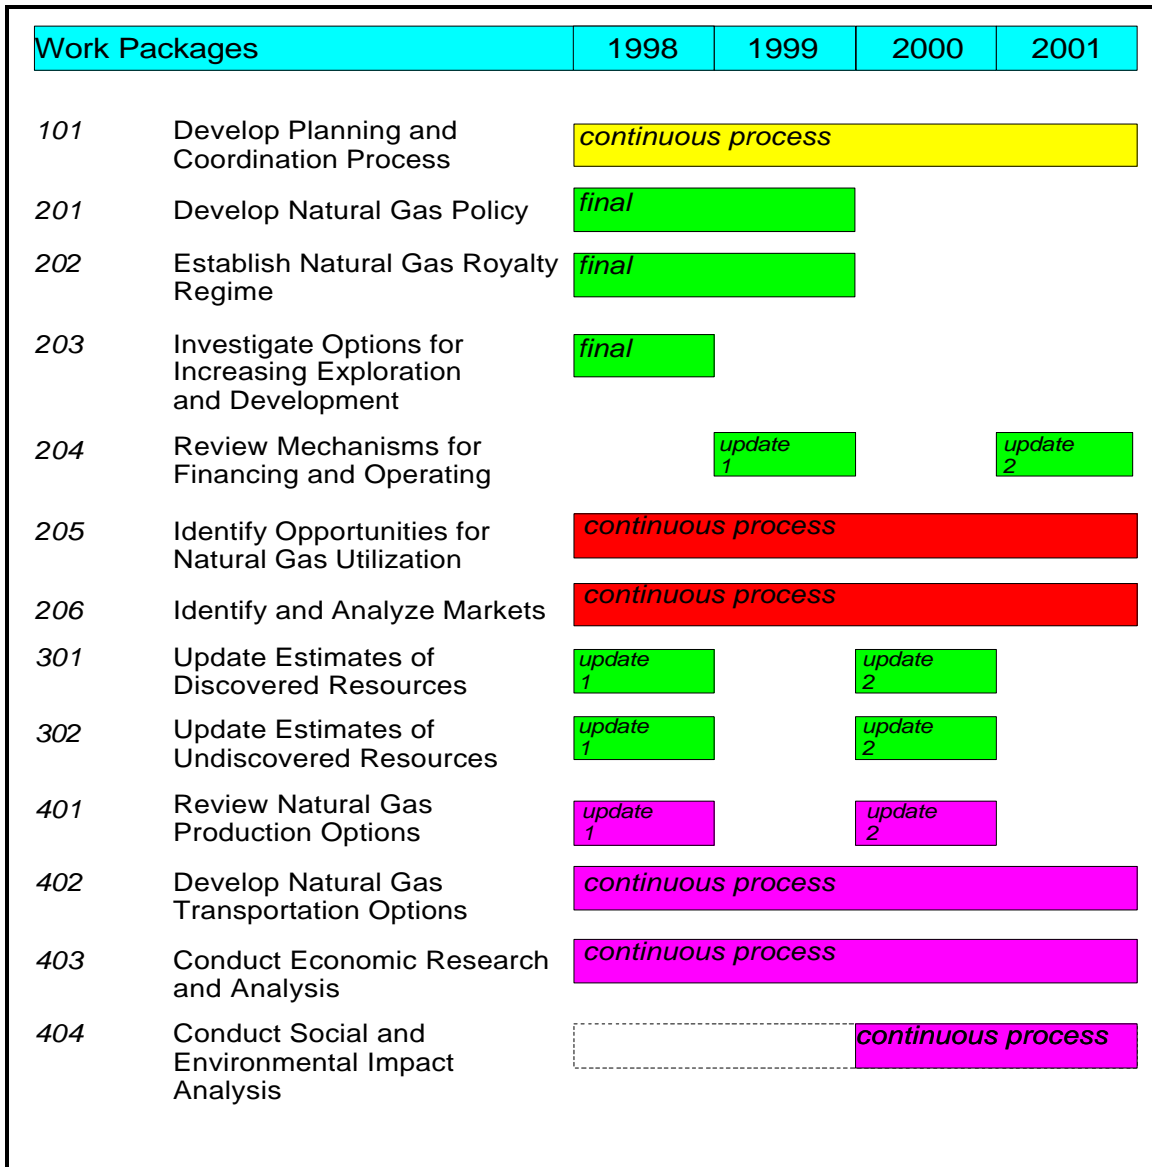 Work Packages 1998 1999 2000 2001
101 Develop Planning and continuous process
Coordination Process
201 Develop Natural Gas Policy final
202 Establish Natural Gas Royalty final
Regime
203 Investigate Options for final
Increasing Exploration
and Development
204 Review Mechanisms for update update
Financing and Operating 1 2
205 Identify Opportunities for continuous process
Natural Gas Utilization
206 Identify and Analyze Markets continuous process
301 Update Estimates of update update
Discovered Resources 1 2
302 Update Estimates of update update
Undiscovered Resources 1 2
401 Review Natural Gas update update
Production Options 1 2
402 Develop Natural Gas continuous process
Transportation Options
403 Conduct Economic Research continuous process
and Analysis
404 Conduct Social and continuous process
Environmental Impact
Analysis